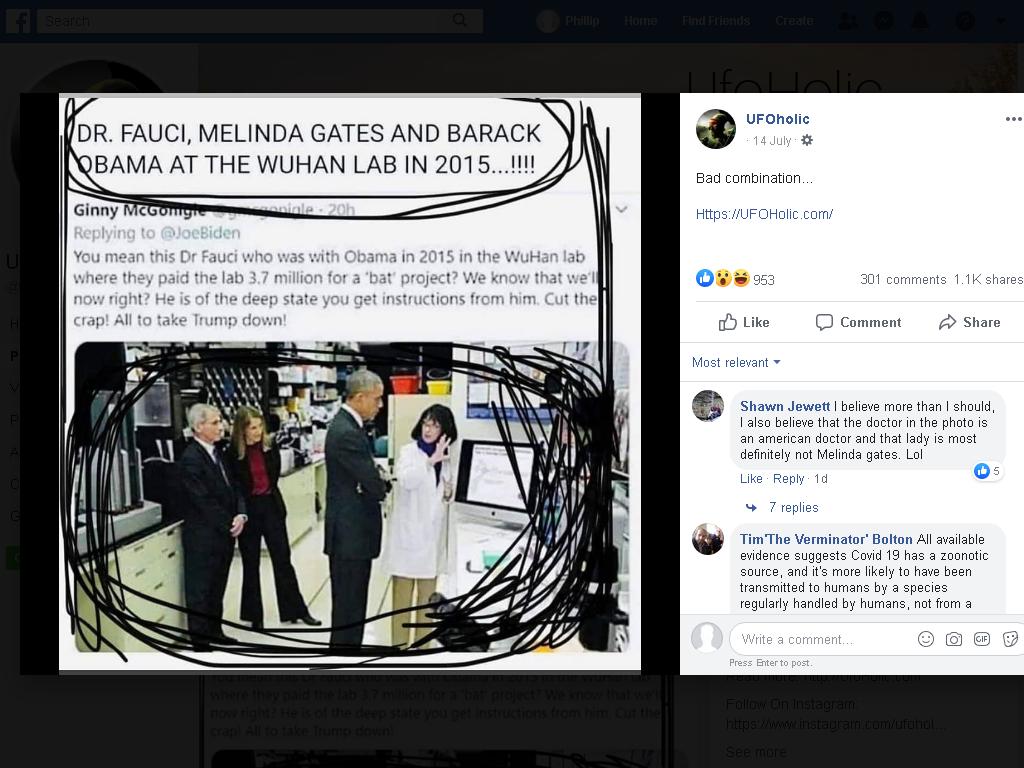 Search
Phillip Home Find Friends Create
UfoHolic
DR. FAUCI, MELINDA GATES AND BARACK
OBAMA AT THE WUHAN LAB IN 2015...!!!!
Ginny McGonigle @gmcgonigle · 20h
Replying to @JoeBiden
You mean this Dr Fauci who was with Obama in 2015 in the WuHan lab
where they paid the lab 3.7 million for a 'bat' project? We know that we'll
now right? He is of the deep state you get instructions from him. Cut the
crap! All to take Trump down!
UFOholic
· 14 July ·
Bad combination...
Https://UFOHolic.com/
953
301 comments 1.1K shares
Like Comment Share
Most relevant
Shawn Jewett I believe more than I should,
I also believe that the doctor in the photo is
an american doctor and that lady is most
definitely not Melinda gates. Lol
5
Like · Reply · 1d
7 replies
Tim'The Verminator' Bolton All available
evidence suggests Covid 19 has a zoonotic
source, and it's more likely to have been
transmitted to humans by a species
regularly handled by humans, not from a
Write a comment...
GIF
Press Enter to post.
You mean this Dr Fauci who was with Obama in 2015 in the WuHan lab
where they paid the lab 3.7 million for a 'bat' project? We know that we'll
now right? He is of the deep state you get instructions from him. Cut the
crap! All to take Trump down!
Read more: http://UFOHolic.com/
Follow On Instagram:
https://www.instagram.com/ufohol...
See more